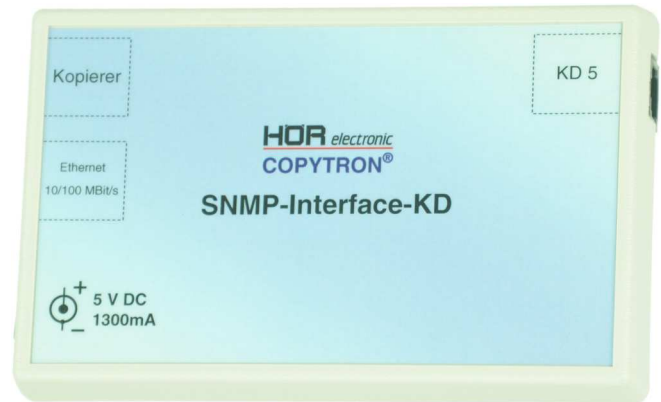 Kopierer
KD 5
HÖR electronic
COPYTRON®
SNMP-Interface-KD
Ethernet
10/100 MBit/s
+
5 V DC
1300mA
−